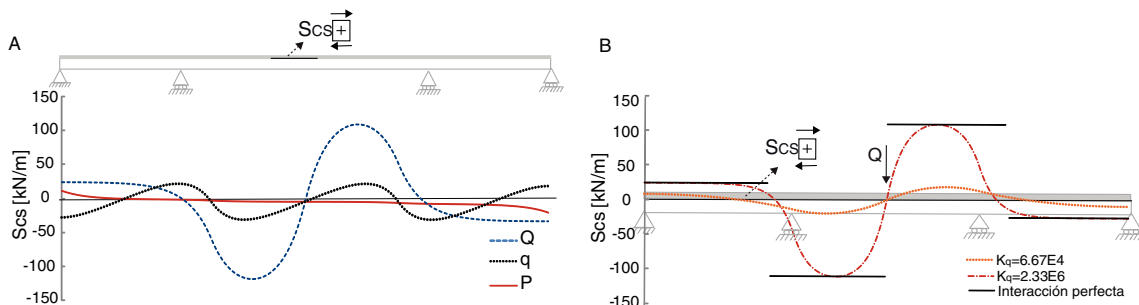 A
Scs +
150
100
50
0
-50
-100
-150
Scs [kN/m]
Q
q
P
B
Scs +
Q
150
100
50
0
-50
-100
-150
Scs [kN/m]
Kq=6.67E4
Kq=2.33E6
Interacción perfecta